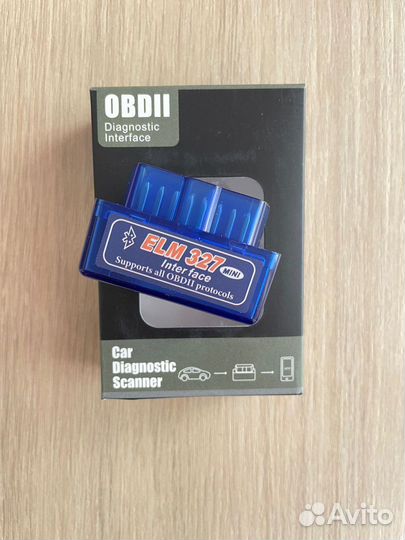 OBDII
Diagnostic
Interface
ELM 327
Interface
MINI
Supports all OBDII protocols
Car
Diagnostic
Scanner
Avito